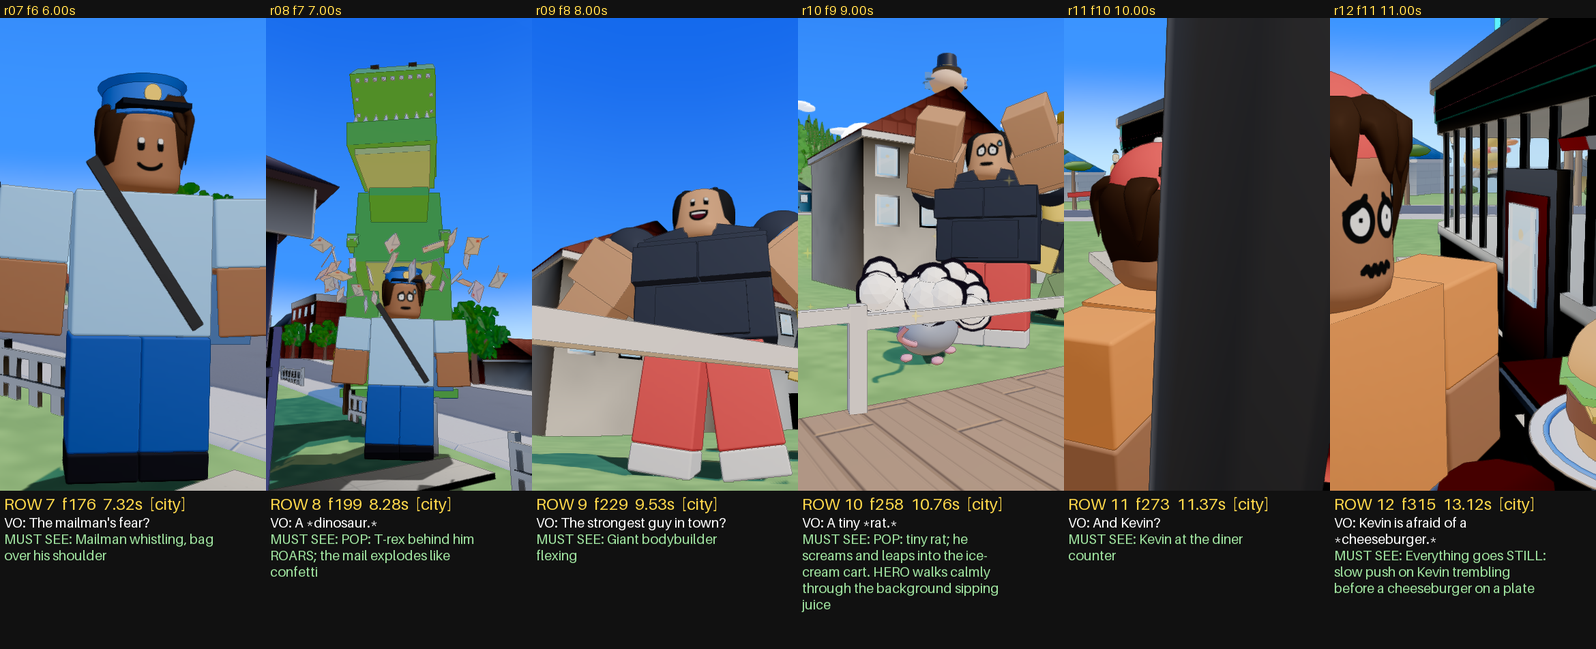 r07 f6 6.00s
r08 f7 7.00s
r09 f8 8.00s
r10 f9 9.00s
r11 f10 10.00s
r12 f11 11.00s
ROW 7 f176 7.32s [city]
VO: The mailman's fear?
MUST SEE: Mailman whistling, bag
over his shoulder
ROW 8 f199 8.28s [city]
VO: A *dinosaur.*
MUST SEE: POP: T-rex behind him
ROARS; the mail explodes like
confetti
ROW 9 f229 9.53s [city]
VO: The strongest guy in town?
MUST SEE: Giant bodybuilder
flexing
ROW 10 f258 10.76s [city]
VO: A tiny *rat.*
MUST SEE: POP: tiny rat; he
screams and leaps into the ice-
cream cart. HERO walks calmly
through the background sipping
juice
ROW 11 f273 11.37s [city]
VO: And Kevin?
MUST SEE: Kevin at the diner
counter
ROW 12 f315 13.12s [city]
VO: Kevin is afraid of a
*cheeseburger.*
MUST SEE: Everything goes STILL:
slow push on Kevin trembling
before a cheeseburger on a plate